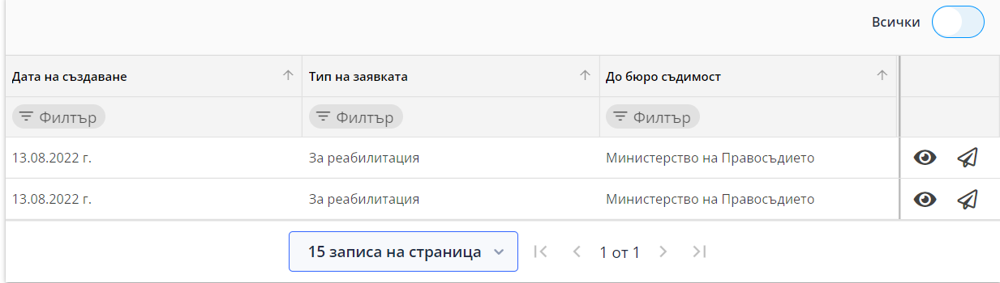 Всички
Дата на създаване Тип на заявката До бюро съдимост
Филтър Филтър Филтър
13.08.2022 г. За реабилитация Министерство на Правосъдието
13.08.2022 г. За реабилитация Министерство на Правосъдието
15 записа на страница 1 от 1